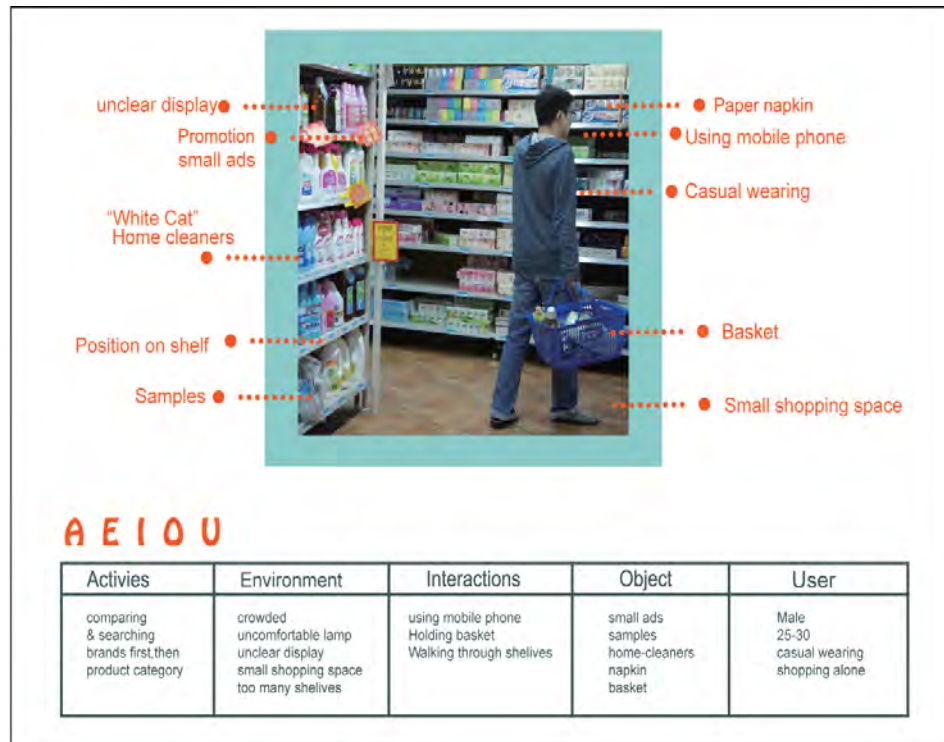 unclear display
Promotion
small ads
“White Cat”
Home cleaners
Position on shelf
Samples
Paper napkin
Using mobile phone
Casual wearing
Basket
Small shopping space
A E I O U
Activies
comparing
& searching
brands first,then
product category
Environment
crowded
uncomfortable lamp
unclear display
small shopping space
too many shelives
Interactions
using mobile phone
Holding basket
Walking through shelives
Object
small ads
samples
home-cleaners
napkin
basket
User
Male
25-30
casual wearing
shopping alone